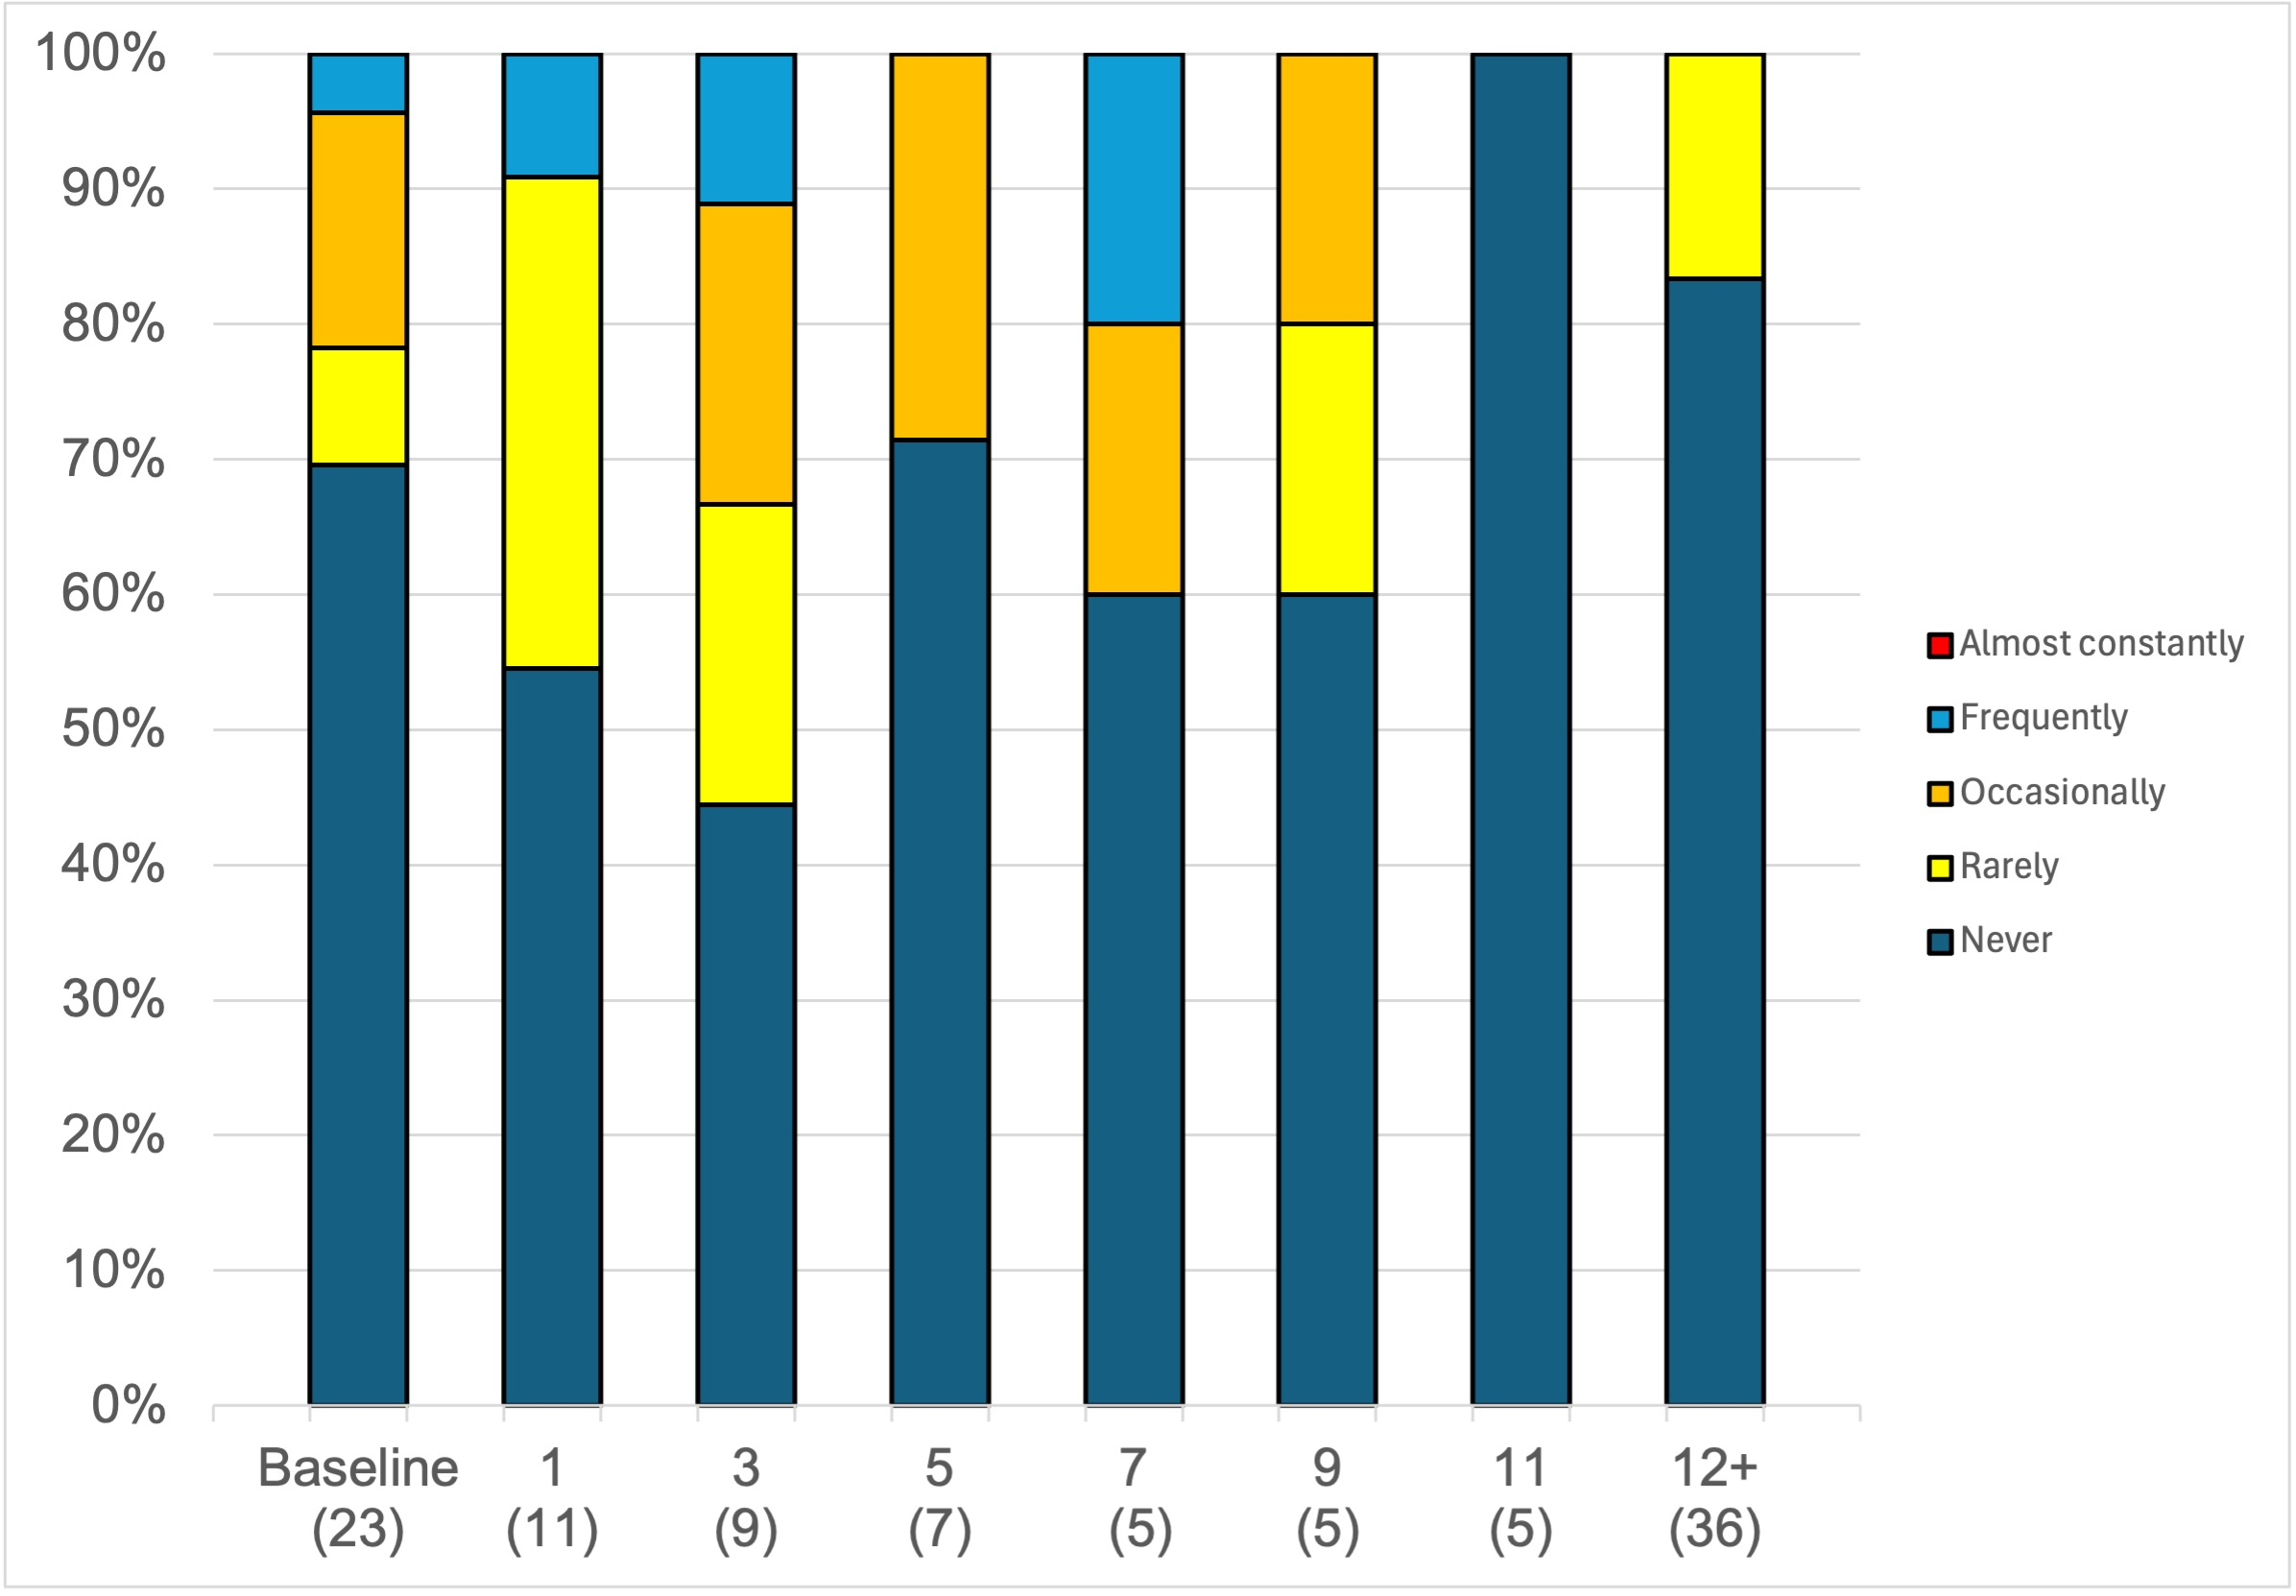 100%
90%
80%
70%
60%
50%
40%
30%
20%
10%
0%
Almost constantly
Frequently
Occasionally
Rarely
Never
Baseline 1 3 5 7 9 11 12+
(23) (11) (9) (7) (5) (5) (5) (36)